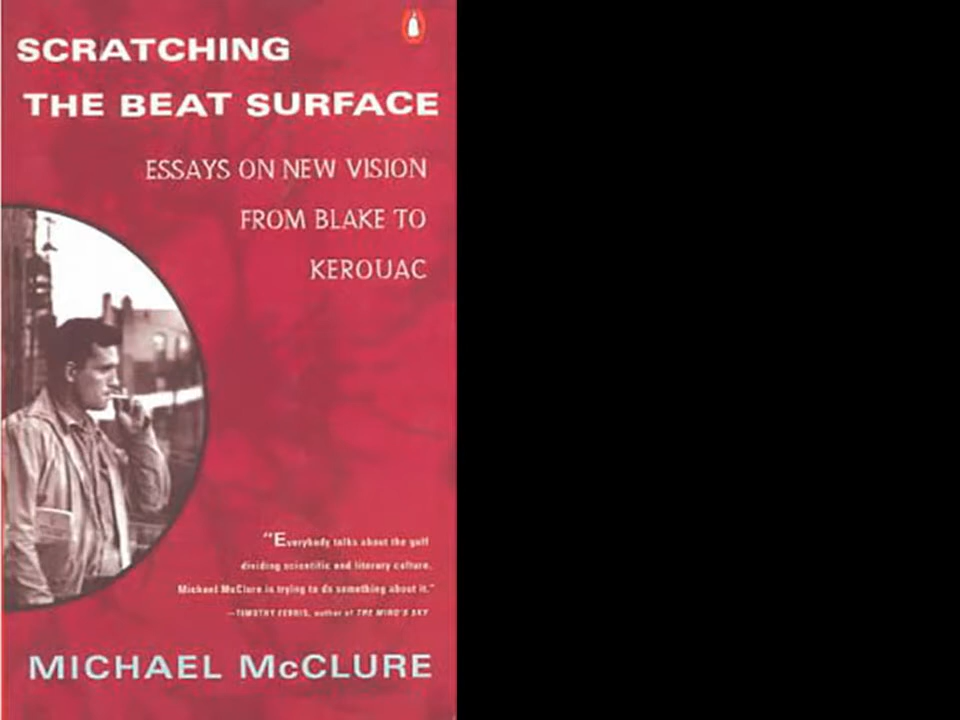 SCRATCHING
THE BEAT SURFACE
ESSAYS ON NEW VISION
FROM BLAKE TO
KEROUAC
"Everybody talks about the gulf
dividing scientific and literary culture.
Michael McClure is trying to do something about it."
—TIMOTHY FERRIS, author of THE MIND'S SKY
MICHAEL McCLURE